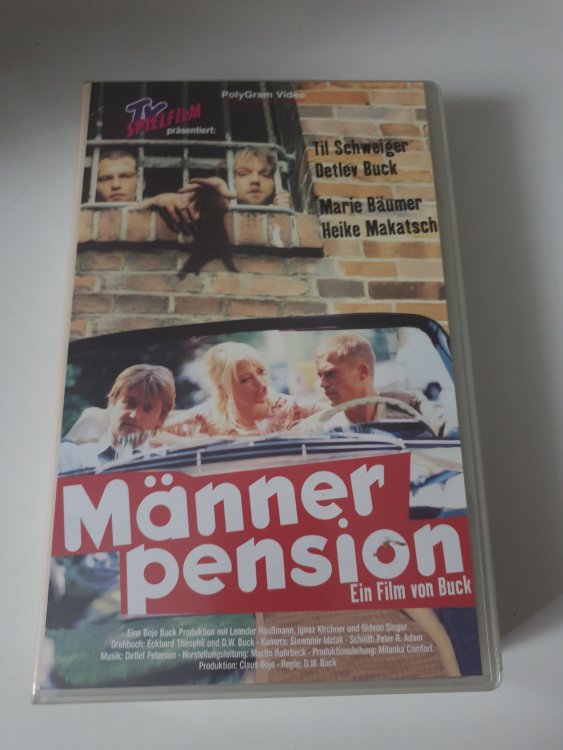 PolyGram Video
TV
SPIELFILM
präsentiert:
Til Schweiger
Detlev Buck
Marie Bäumer
Heike Makatsch
Männer
pension
Ein Film von Buck
Eine Boje Buck Produktion mit Leander Haußmann, Ignaz Kirchner und Gideon Singer
Drehbuch: Eckhard Theophil und D.W. Buck · Kamera: Slawomir Idziak · Schnitt: Peter R. Adam
Musik: Detlef Petersen · Herstellungsleitung: Martin Rohrbeck · Produktionsleitung: Milanka Comfort
Produktion: Claus Boje · Regie: D.W. Buck